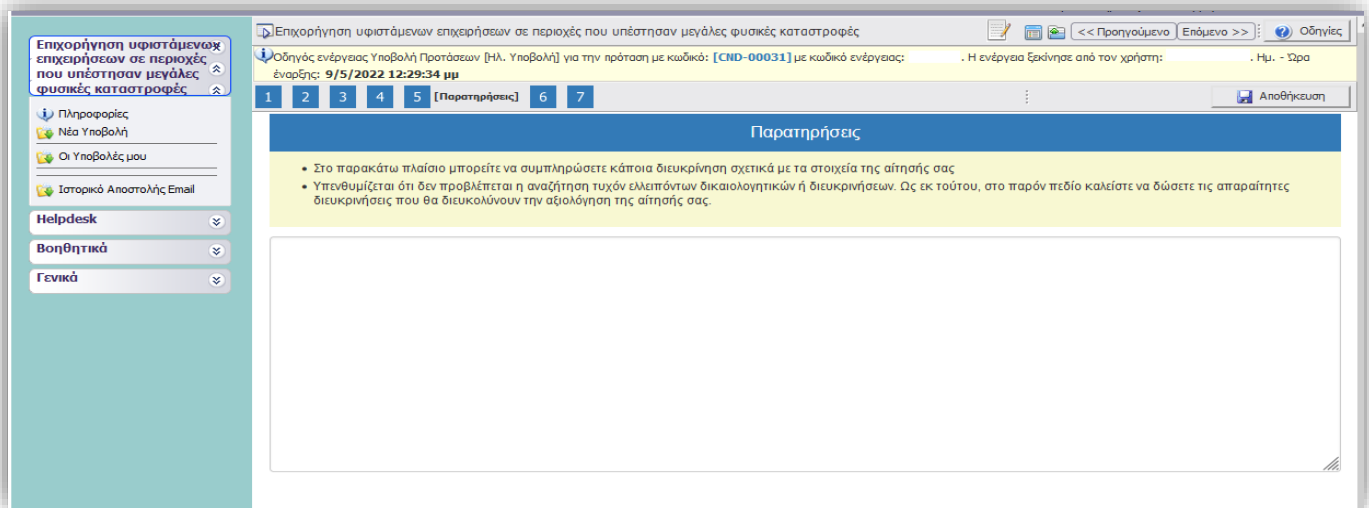 Επιχορήγηση υφιστάμενων
επιχειρήσεων σε περιοχές
που υπέστησαν μεγάλες
φυσικές καταστροφές
Πληροφορίες
Νέα Υποβολή
Οι Υποβολές μου
Ιστορικό Αποστολής Email
Helpdesk
Βοηθητικά
Γενικά
Επιχορήγηση υφιστάμενων επιχειρήσεων σε περιοχές που υπέστησαν μεγάλες φυσικές καταστροφές
<< Προηγούμενο Επόμενο >> Οδηγίες
Οδηγός ενέργειας Υποβολή Προτάσεων [Ηλ. Υποβολή] για την πρόταση με κωδικό: [CND-00031] με κωδικό ενέργειας: . Η ενέργεια ξεκίνησε από τον χρήστη: . Ημ. - Ώρα
έναρξης: 9/5/2022 12:29:34 μμ
1 2 3 4 5 [Παρατηρήσεις] 6 7 Αποθήκευση
Παρατηρήσεις
• Στο παρακάτω πλαίσιο μπορείτε να συμπληρώσετε κάποια διευκρίνηση σχετικά με τα στοιχεία της αίτησής σας
• Υπενθυμίζεται ότι δεν προβλέπεται η αναζήτηση τυχόν ελλειπόντων δικαιολογητικών ή διευκρινήσεων. Ως εκ τούτου, στο παρόν πεδίο καλείστε να δώσετε τις απαραίτητες
διευκρινήσεις που θα διευκολύνουν την αξιολόγηση της αίτησής σας.